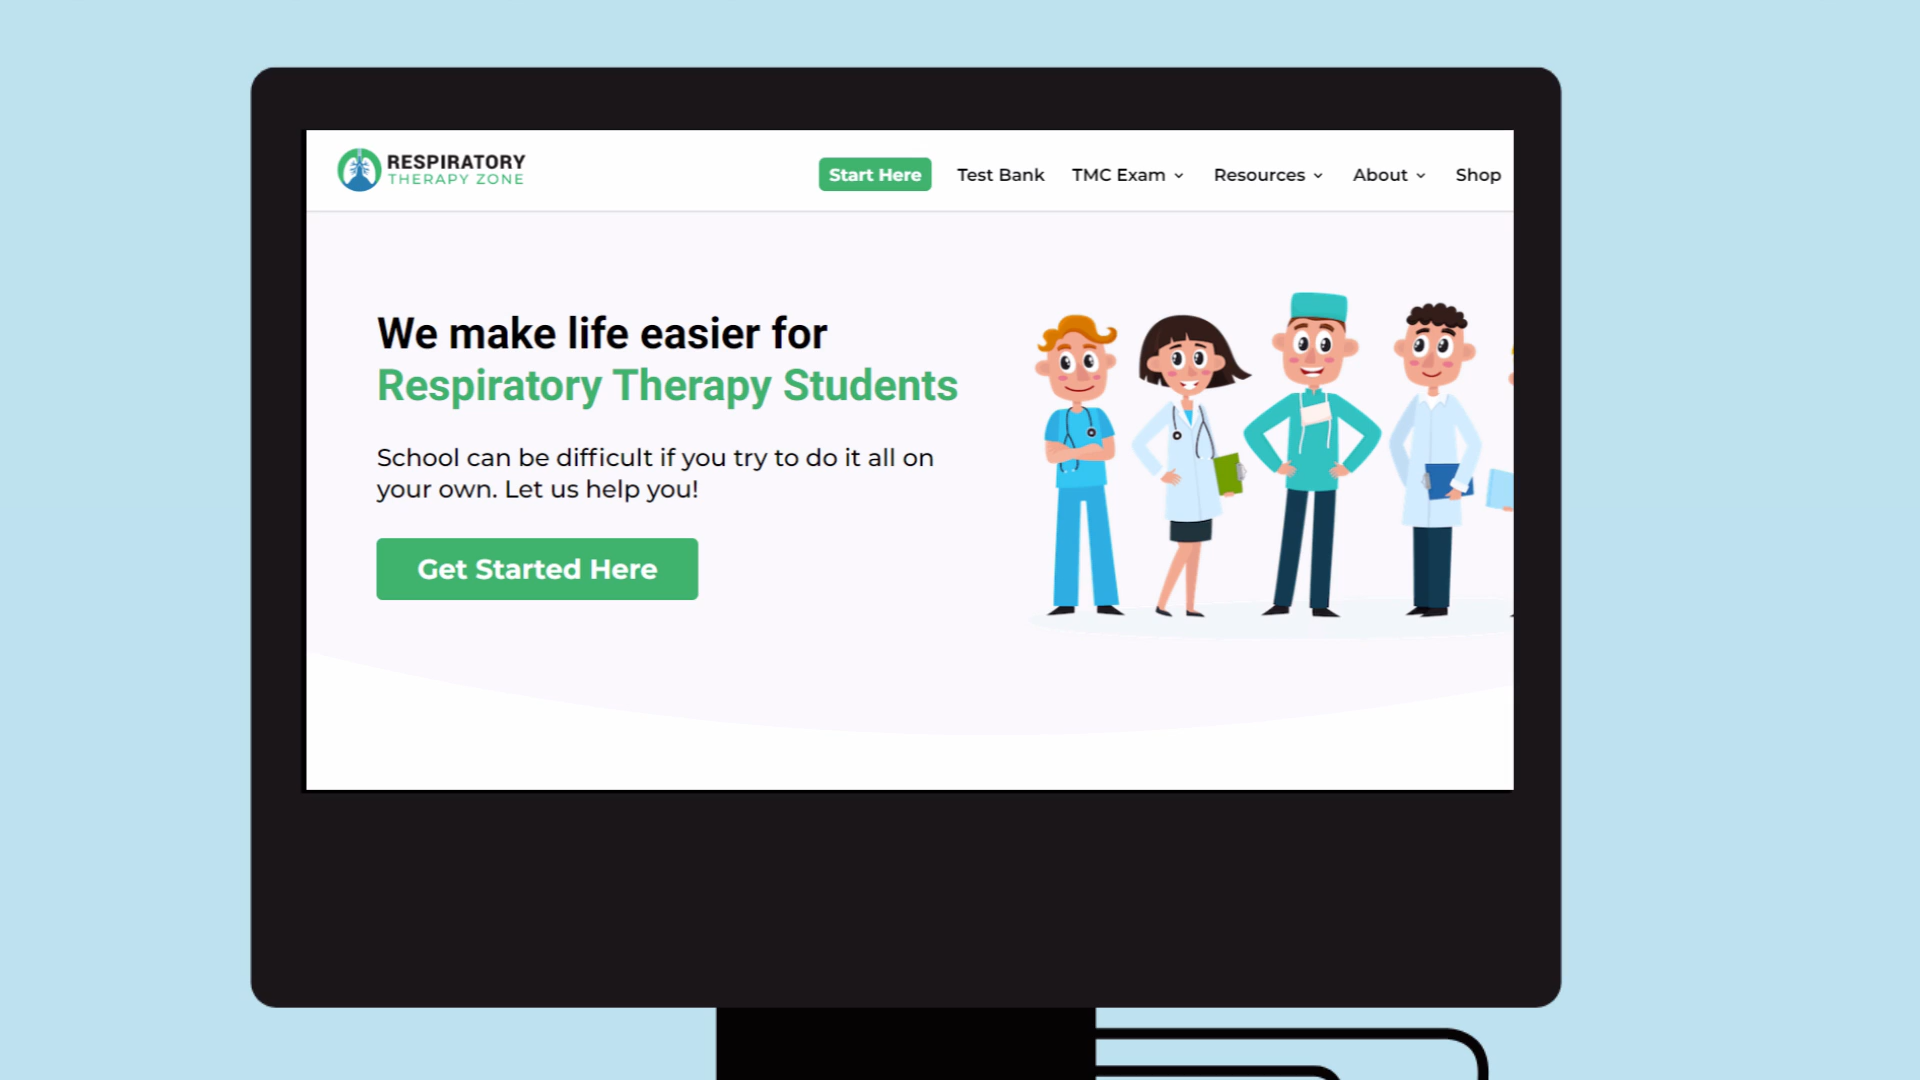 RESPIRATORY
THERAPY ZONE
Start Here
Test Bank
TMC Exam
Resources
About
Shop
We make life easier for
Respiratory Therapy Students
School can be difficult if you try to do it all on
your own. Let us help you!
Get Started Here